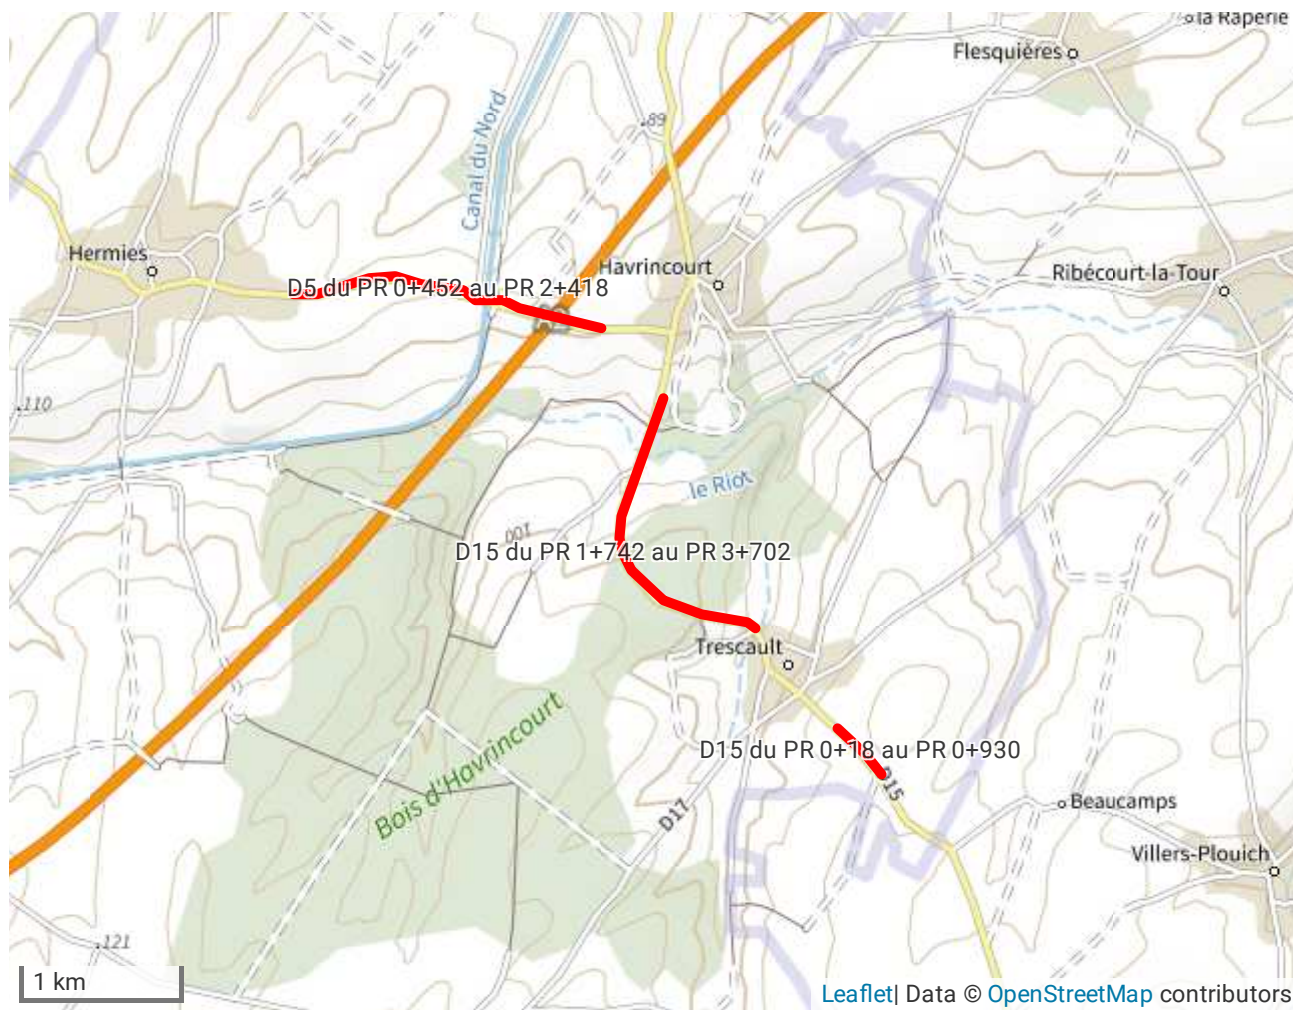 la Raperie
Flesquières
89
Canal du Nord
Hermies
Havrincourt
Ribécourt-la-Tour
D5 du PR 0+452 au PR 2+418
110
le Riot
100
D15 du PR 1+742 au PR 3+702
Trescault
D15 du PR 0+18 au PR 0+930
D15
Bois d'Havrincourt
D17
Beaucamps
Villers-Plouich
121
1 km
Leaflet | Data © OpenStreetMap contributors